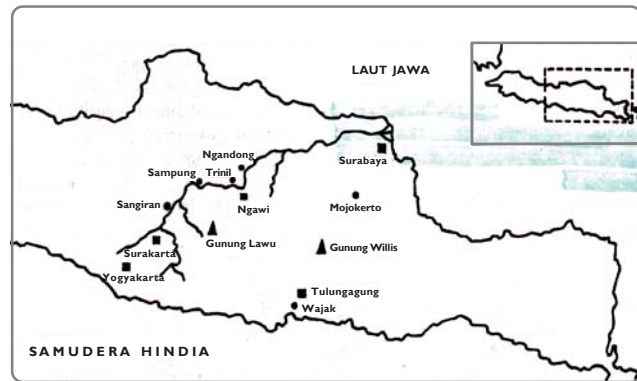 LAUT JAWA
Ngandong
Surabaya
Sampung
Trinil
Sangiran
Ngawi
Mojokerto
Gunung Lawu
Gunung Willis
Surakarta
Yogyakarta
Tulungagung
Wajak
SAMUDERA HINDIA